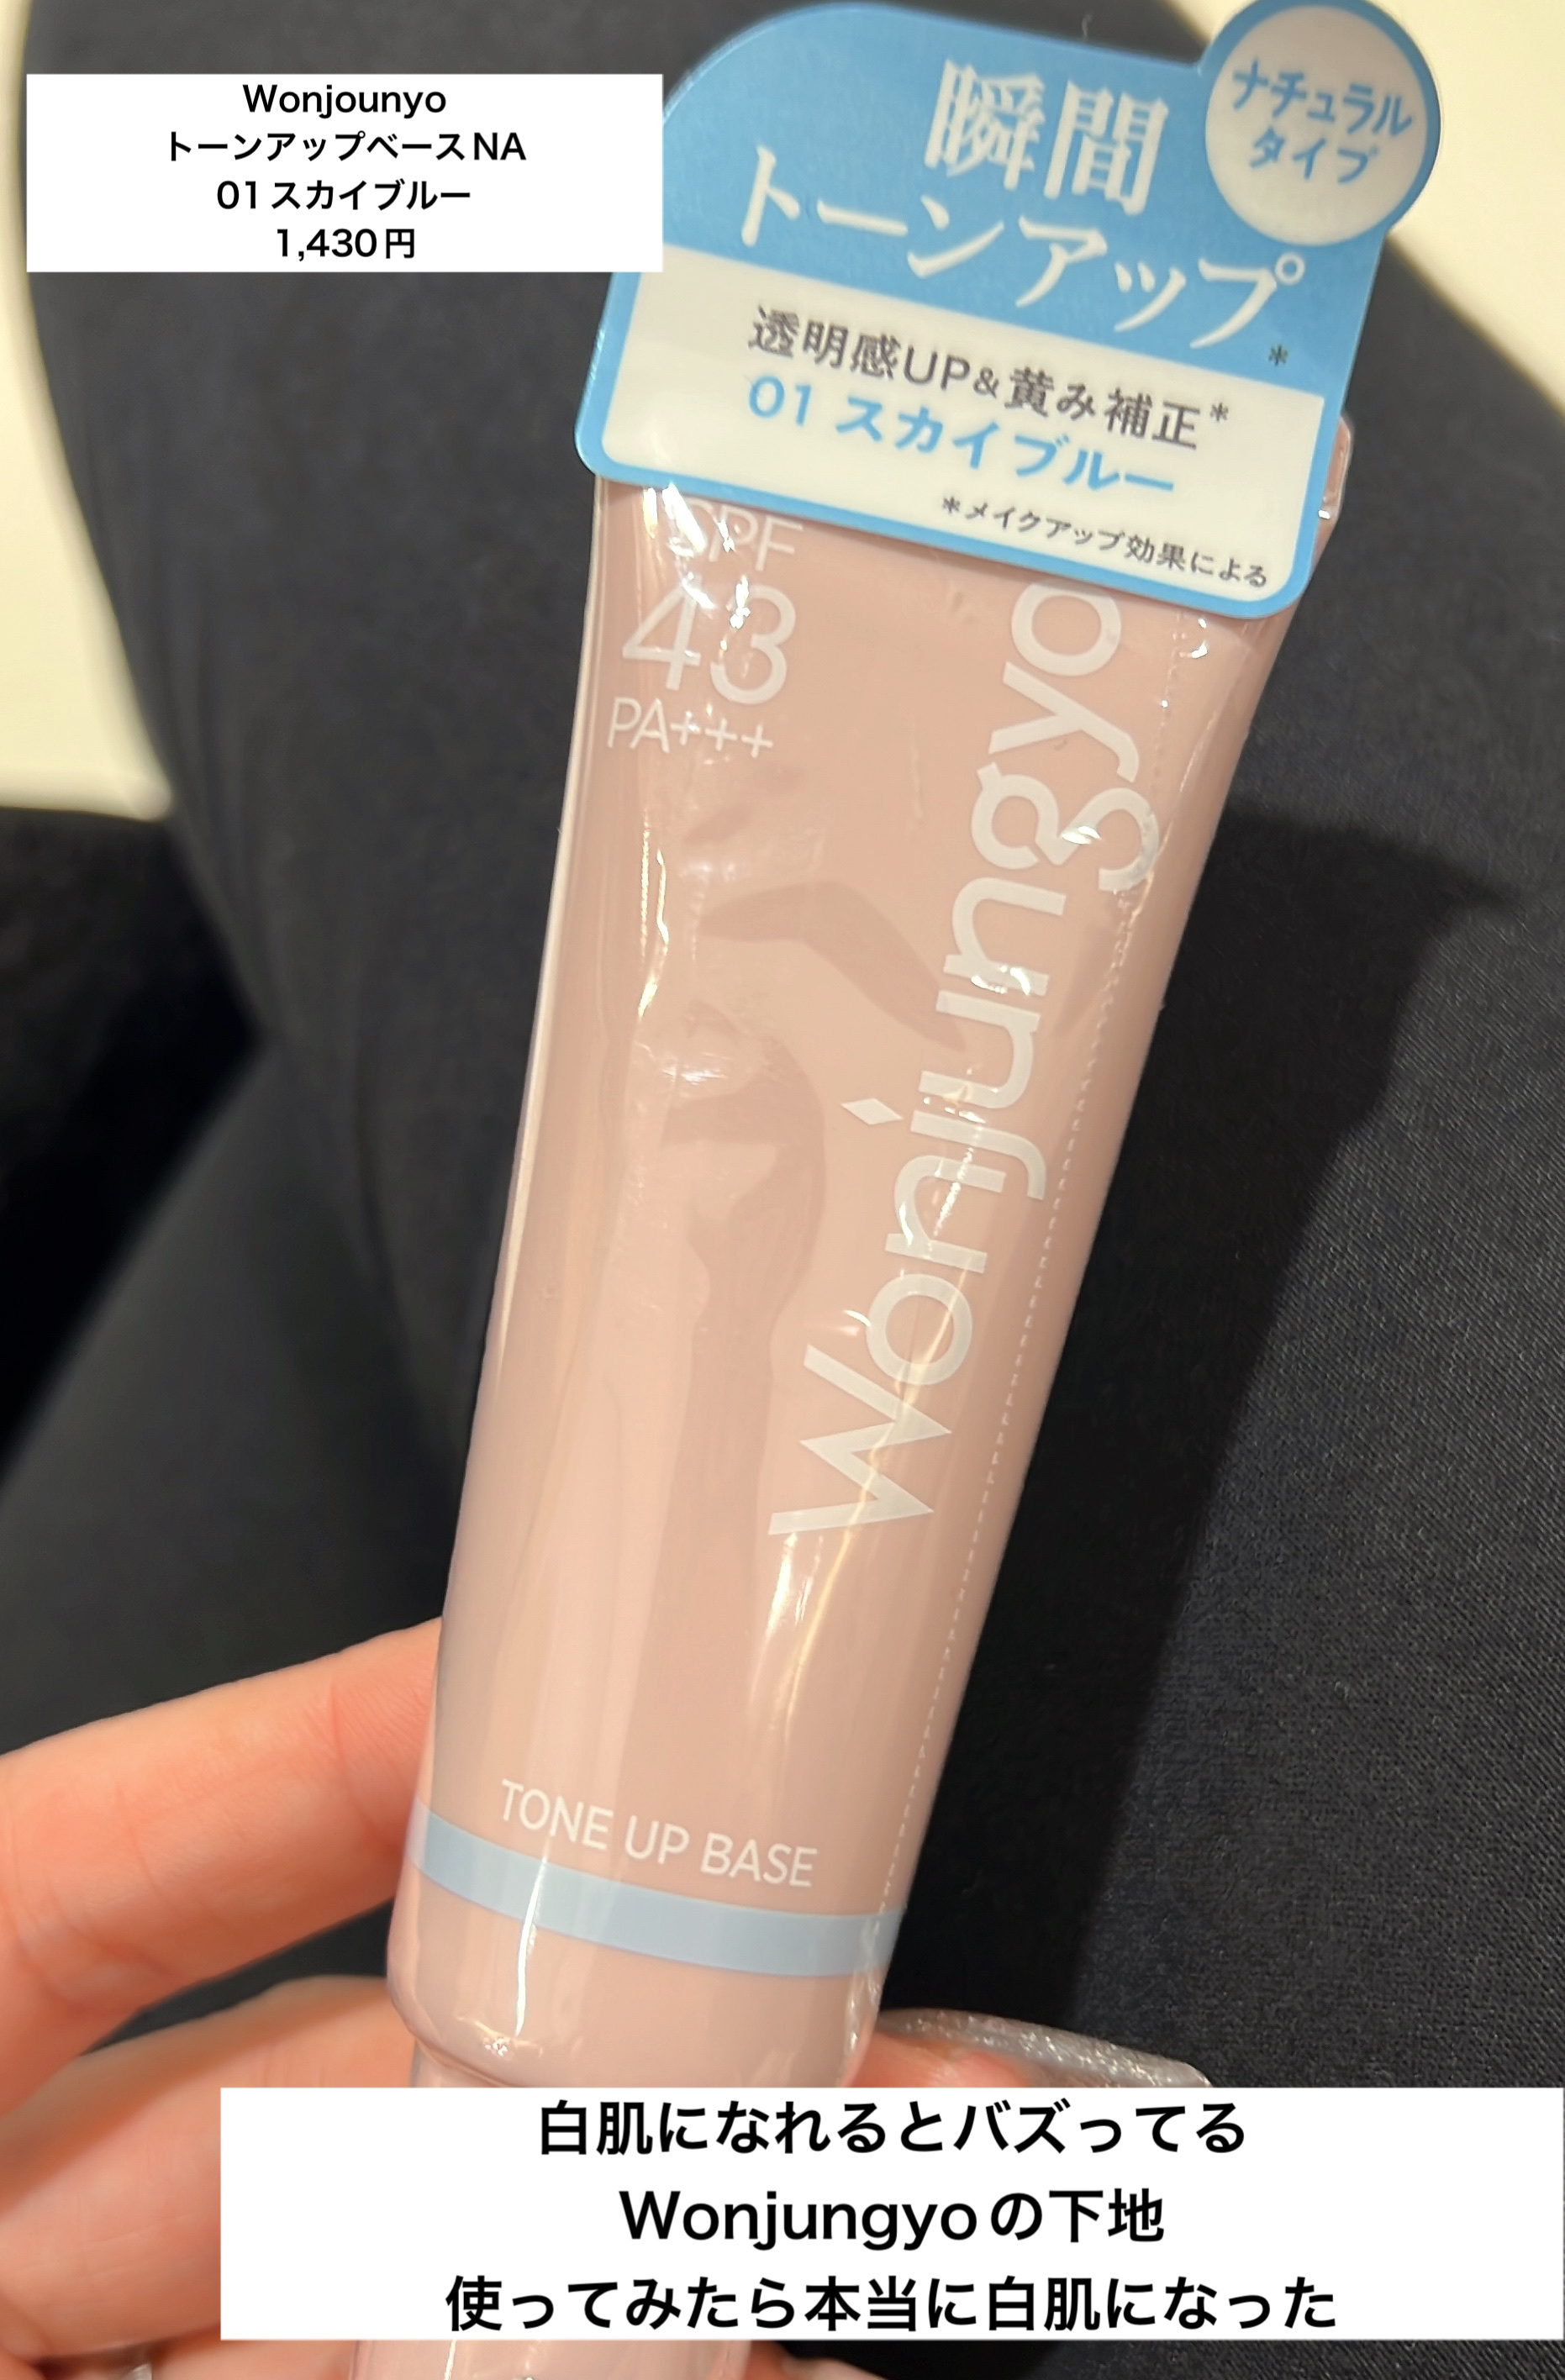 Wonjounyo
トーンアップベースNA
01スカイブルー
1,430円
ナチュラル
タイプ
瞬間
トーンアップ*
透明感UP&黄み補正*
01 スカイブルー
*メイクアップ効果による
SPF
43
PA+++
Wonjungyo
TONE UP BASE
白肌になれるとバズってる
Wonjungyoの下地
使ってみたら本当に白肌になった